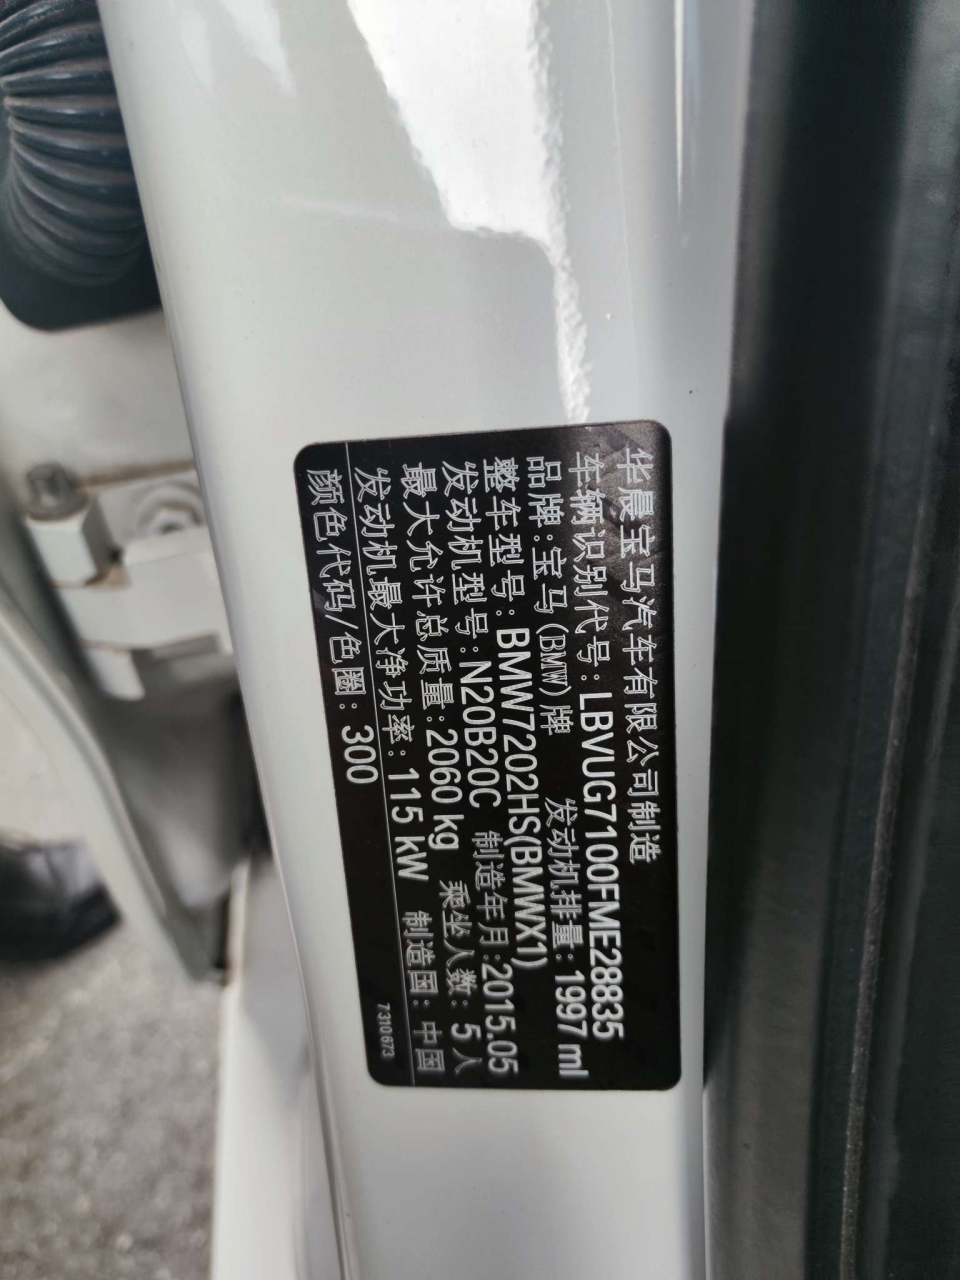 华晨宝马汽车有限公司制造
车辆识别代号:LBVUG7100FME28835
品牌:宝马(BMW)牌 发动机排量:1997 ml
整车型号:BMW7202HS(BMWX1)
发动机型号:N20B20C 制造年月:2015.05
最大允许总质量:2060 kg 乘坐人数:5人
发动机最大净功率:115 kW 制造国:中国
颜色代码/色圈:300 7310673